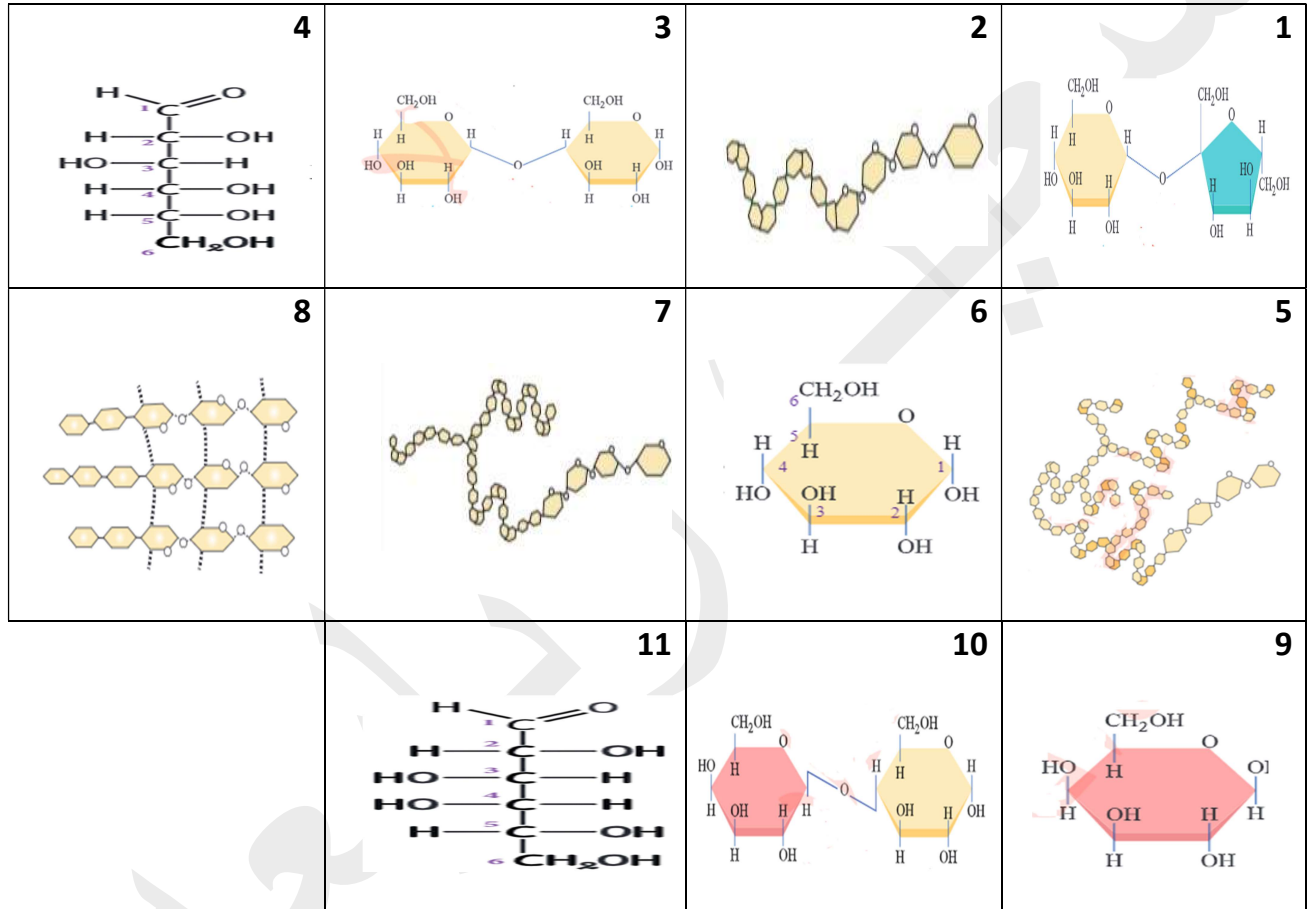 1
CH₂OH
CH₂OH
O O
H H H H
HO OH H O H HO CH₂OH
H OH OH H
2
3
CH₂OH CH₂OH
O O
H H H H H H
HO OH H O OH H OH
H OH H OH
4
H O
1 C
H 2 C OH
HO 3 C H
H 4 C OH
H 5 C OH
6 CH₂OH
5
6
6 CH₂OH
O
H 5 H H
4 1
HO OH H OH
3 2
H OH
7
8
9
CH₂OH
O
HO H
H OH H H
H OH
10
CH₂OH CH₂OH
O O
HO H H H H
H OH H H O OH H OH
H OH H OH
11
H O
1 C
H 2 C OH
HO 3 C H
HO 4 C H
H 5 C OH
6 CH₂OH